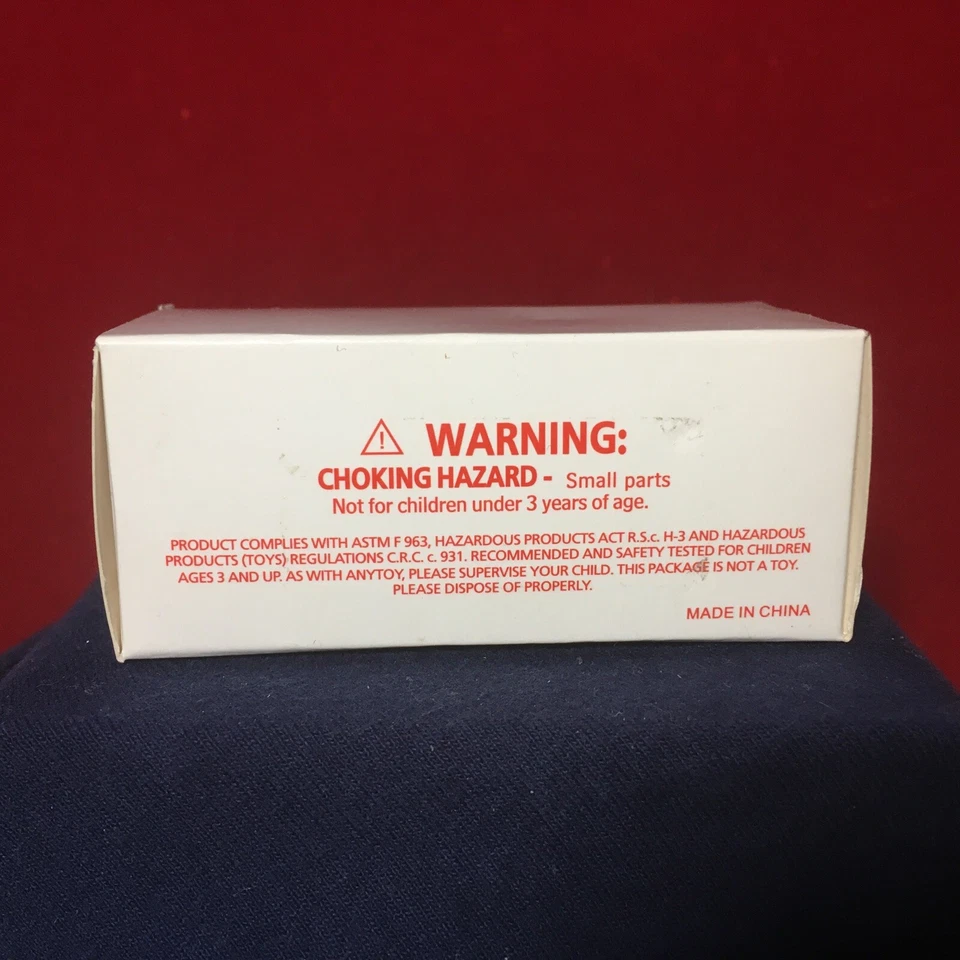 ⚠ WARNING:
CHOKING HAZARD - Small parts
Not for children under 3 years of age.
PRODUCT COMPLIES WITH ASTM F 963, HAZARDOUS PRODUCTS ACT R.S.c. H-3 AND HAZARDOUS
PRODUCTS (TOYS) REGULATIONS C.R.C. c. 931. RECOMMENDED AND SAFETY TESTED FOR CHILDREN
AGES 3 AND UP. AS WITH ANYTOY, PLEASE SUPERVISE YOUR CHILD. THIS PACKAGE IS NOT A TOY.
PLEASE DISPOSE OF PROPERLY.
MADE IN CHINA